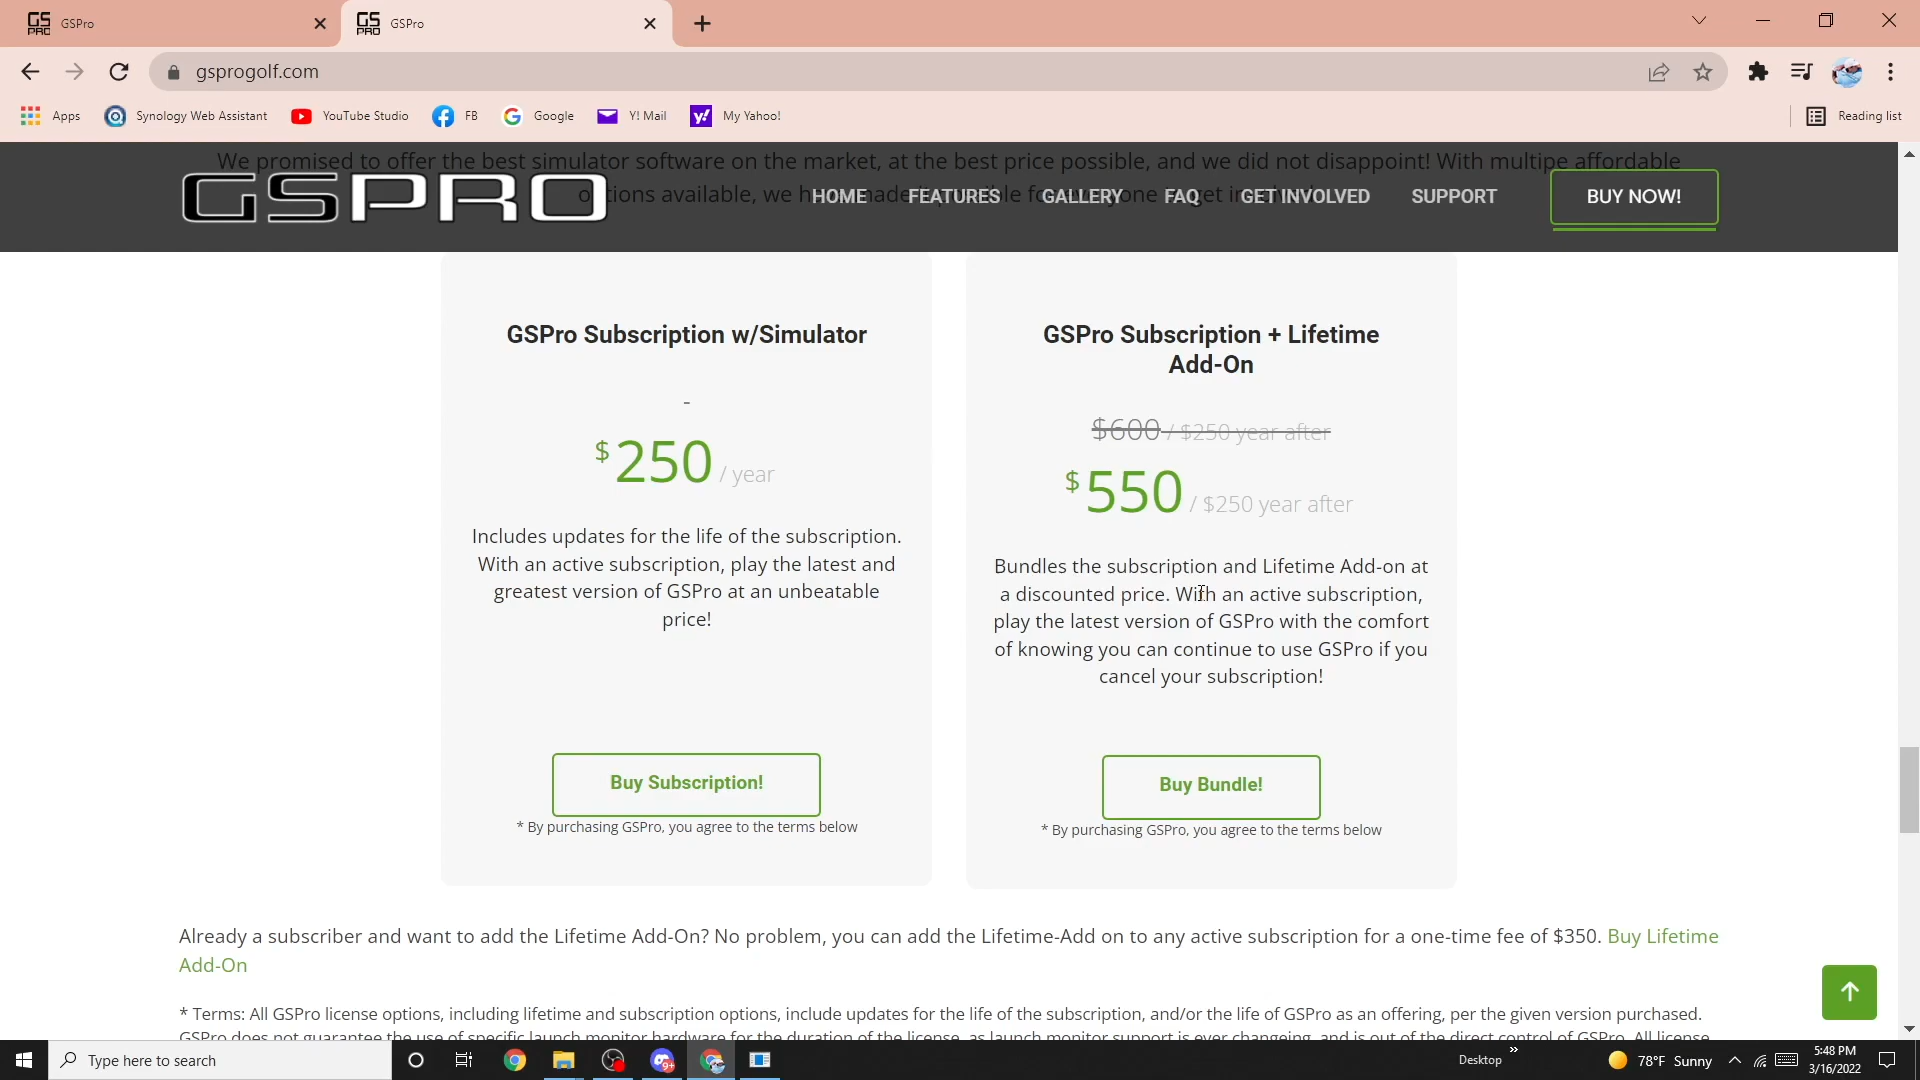 GSPro
GSPro
gsprogolf.com
Apps
Synology Web Assistant
YouTube Studio
FB
Google
Y! Mail
My Yahoo!
Reading list
We promised to offer the best simulator software on the market, at the best price possible, and we did not disappoint! With multipe affordable
GSPRO
HOME
FEATURES
GALLERY
FAQ
GET INVOLVED
SUPPORT
BUY NOW!
GSPro Subscription w/Simulator
-
$250 / year
Includes updates for the life of the subscription.
With an active subscription, play the latest and
greatest version of GSPro at an unbeatable
price!
Buy Subscription!
* By purchasing GSPro, you agree to the terms below
GSPro Subscription + Lifetime
Add-On
$600 / $250 year after
$550 / $250 year after
Bundles the subscription and Lifetime Add-on at
a discounted price. With an active subscription,
play the latest version of GSPro with the comfort
of knowing you can continue to use GSPro if you
cancel your subscription!
Buy Bundle!
* By purchasing GSPro, you agree to the terms below
Already a subscriber and want to add the Lifetime Add-On? No problem, you can add the Lifetime-Add on to any active subscription for a one-time fee of $350. Buy Lifetime
Add-On
* Terms: All GSPro license options, including lifetime and subscription options, include updates for the life of the subscription, and/or the life of GSPro as an offering, per the given version purchased.
GSPro does not guarantee the use of specific launch monitor hardware for the duration of the license, as launch monitor support is ever changeing, and is out of the direct control of GSPro. All license
Type here to search
9+
Desktop
78°F Sunny
5:48 PM
3/16/2022